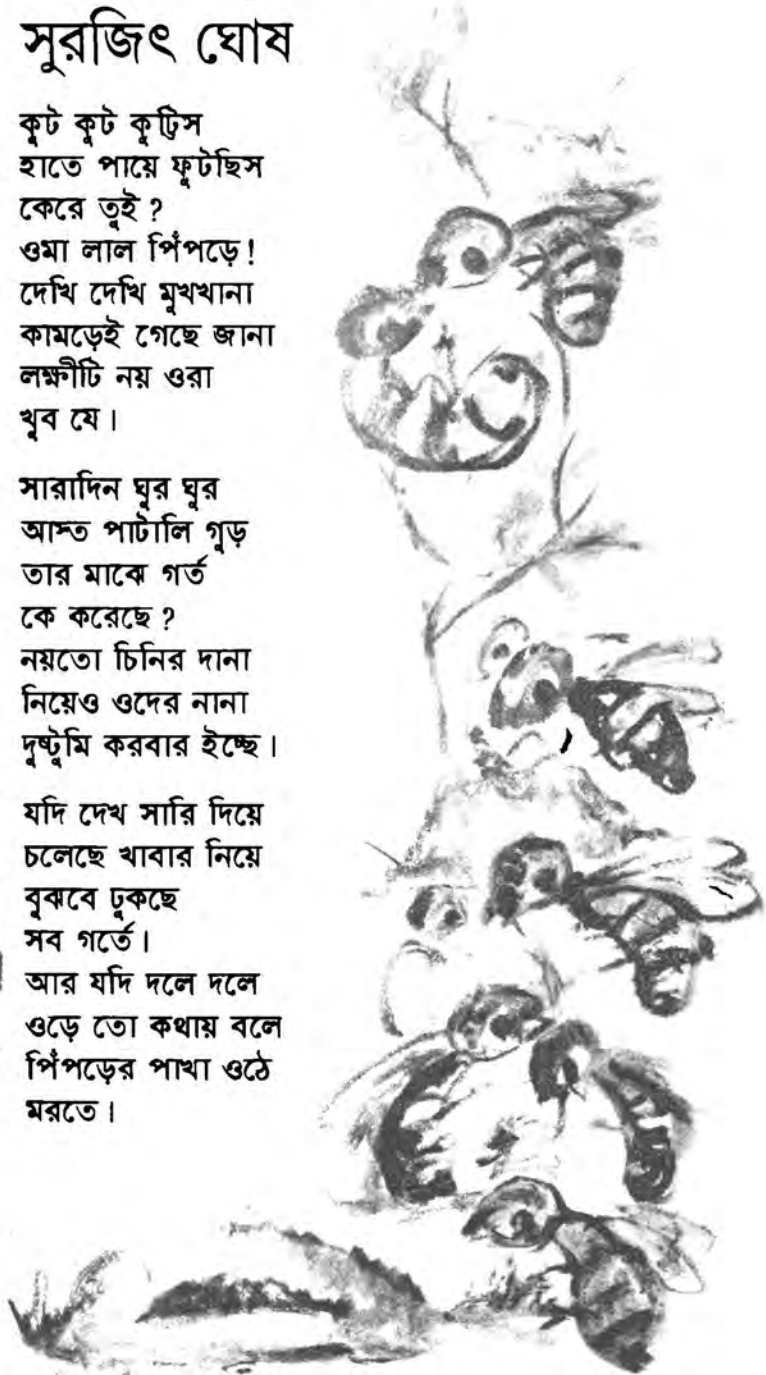 সুরজিৎ ঘোষ
কুট কুট কুট্টিস
হাতে পায়ে ফুটছিস
কেরে তুই ?
ওমা লাল পিঁপড়ে !
দেখি দেখি মুখখানা
কামড়েই গেছে জানা
লক্ষীটি নয় ওরা
খুব যে ।
সারাদিন ঘুর ঘুর
আস্ত পাটালি গুড়
তার মাঝে গর্ত
কে করেছে ?
নয়তো চিনির দানা
নিয়েও ওদের নানা
দুষ্টুমি করবার ইচ্ছে ।
যদি দেখ সারি দিয়ে
চলেছে খাবার নিয়ে
বুঝবে ঢুকছে
সব গর্তে ।
আর যদি দলে দলে
ওড়ে তো কথায় বলে
পিঁপড়ের পাখা ওঠে
মরতে ।